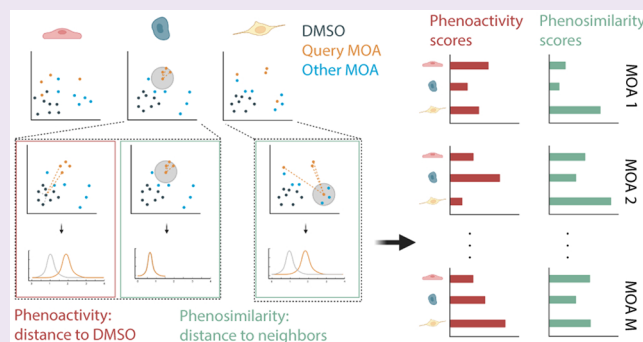 DMSO
Query MOA
Other MOA
Phenoactivity:
distance to DMSO
Phenosimilarity:
distance to neighbors
Phenoactivity
scores
Phenosimilarity
scores
MOA 1
MOA 2
MOA M